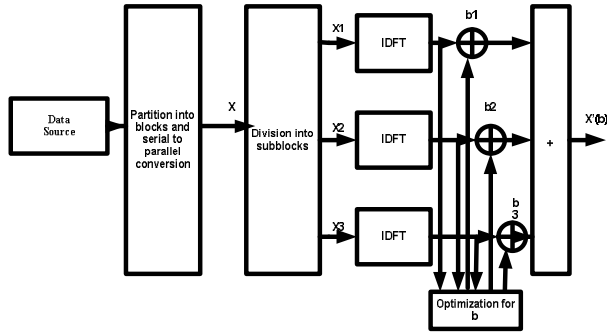 Data
Source
Partition into
blocks and
serial to
parallel
conversion
X
Division into
subblocks
X1
IDFT
b1
X2
IDFT
b2
X3
IDFT
b
3
Optimization for
b
+
X'(b)